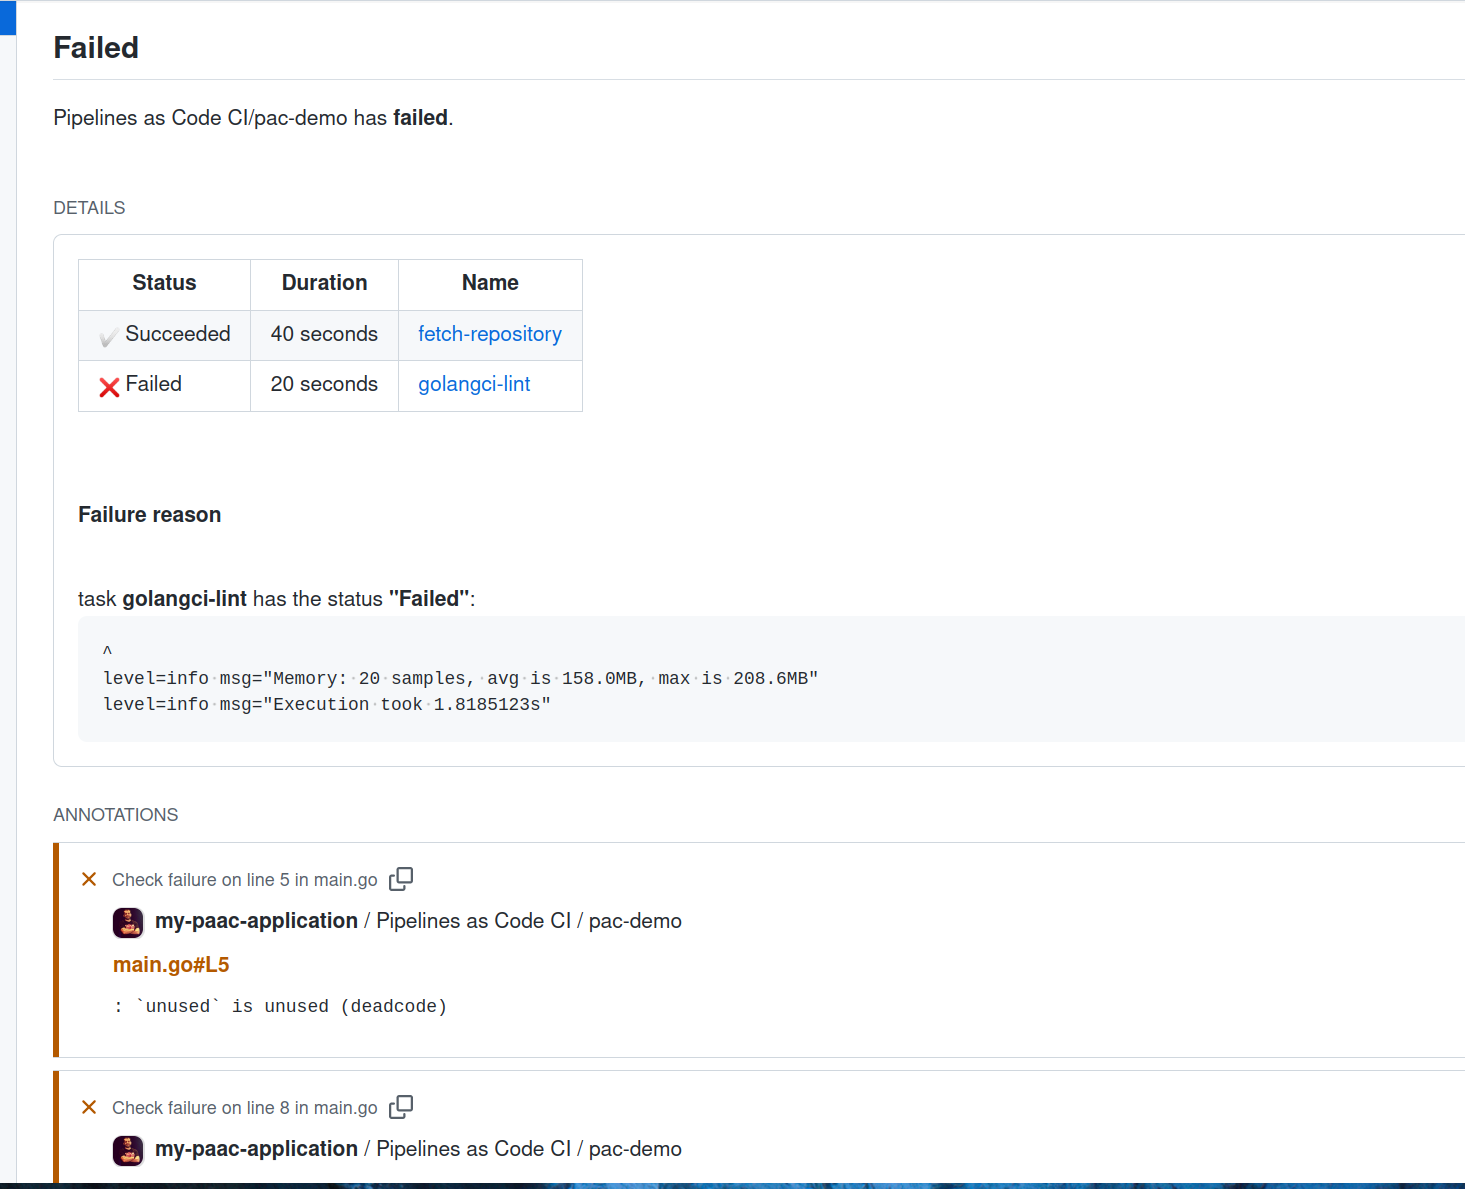 Failed
Pipelines as Code CI/pac-demo has failed.
DETAILS
Status Duration Name
Succeeded 40 seconds fetch-repository
Failed 20 seconds golangci-lint
Failure reason
task golangci-lint has the status "Failed":
^
level=info msg="Memory: 20 samples, avg is 158.0MB, max is 208.6MB"
level=info msg="Execution took 1.8185123s"
ANNOTATIONS
Check failure on line 5 in main.go
my-paac-application / Pipelines as Code CI / pac-demo
main.go#L5
: `unused` is unused (deadcode)
Check failure on line 8 in main.go
my-paac-application / Pipelines as Code CI / pac-demo